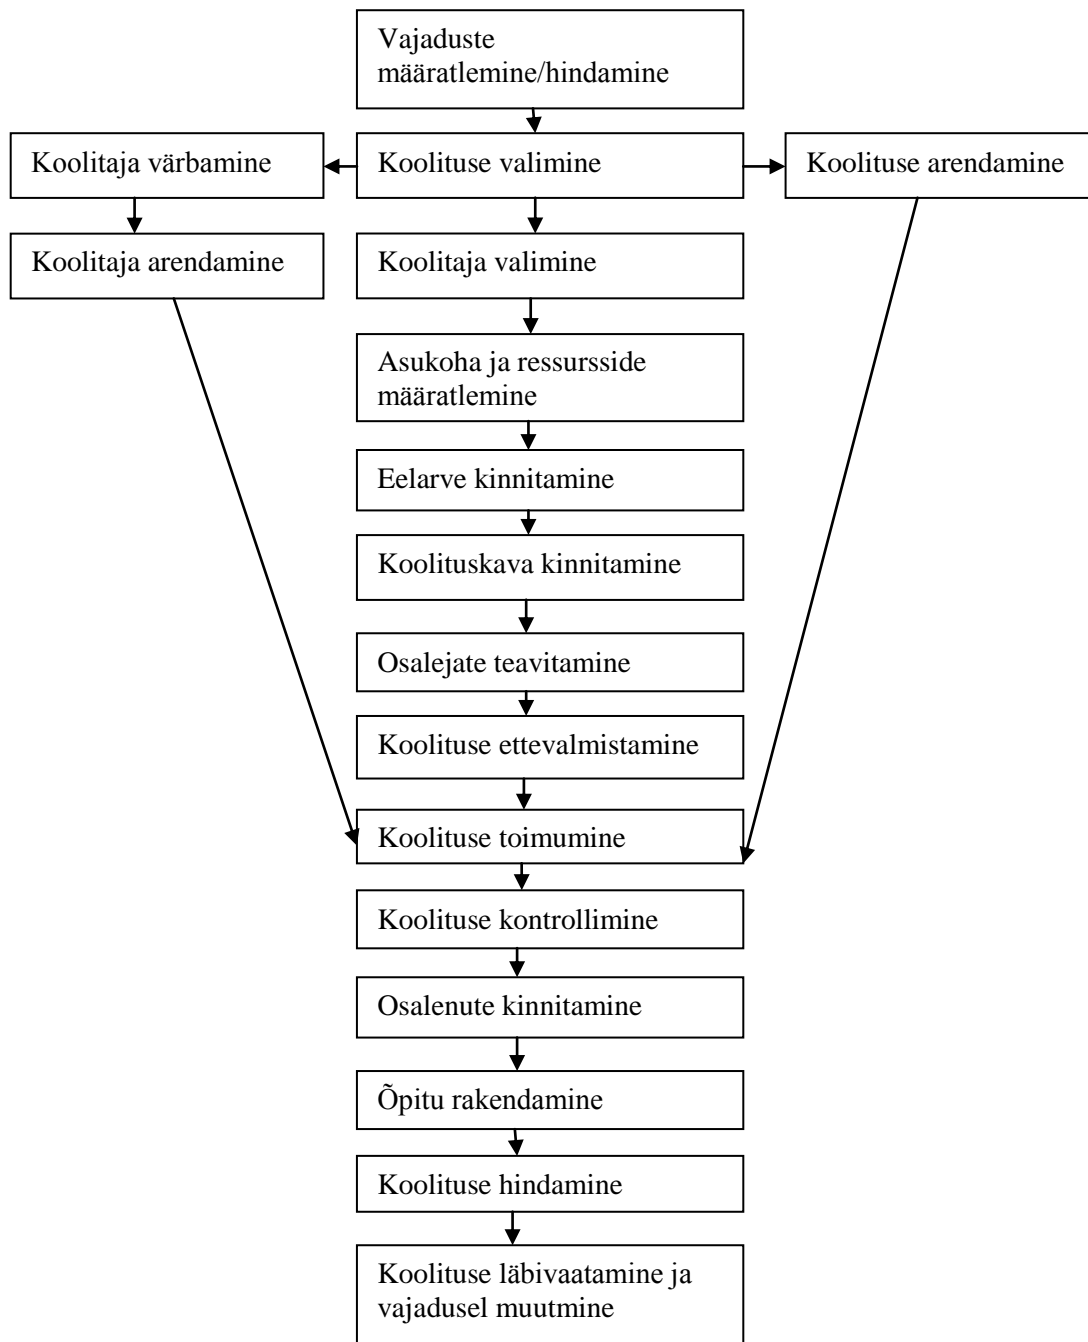 Vajaduste
määratlemine/hindamine
Koolitaja värbamine
Koolituse valimine
Koolituse arendamine
Koolitaja arendamine
Koolitaja valimine
Asukoha ja ressursside
määratlemine
Eelarve kinnitamine
Koolituskava kinnitamine
Osalejate teavitamine
Koolituse ettevalmistamine
Koolituse toimumine
Koolituse kontrollimine
Osalenute kinnitamine
Õpitu rakendamine
Koolituse hindamine
Koolituse läbivaatamine ja
vajadusel muutmine